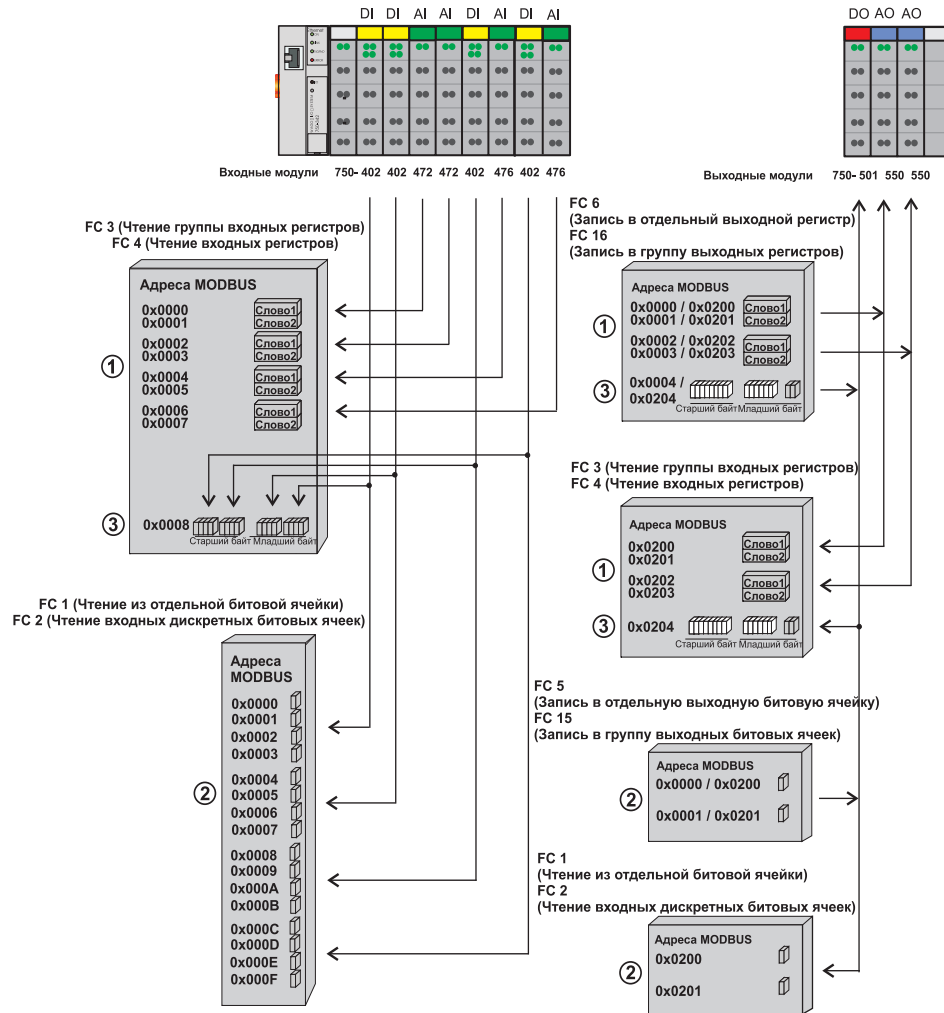 DI DI AI AI DI AI DI AI
DO AO AO
Входные модули 750- 402 402 472 472 402 476 402 476
Выходные модули 750- 501 550 550
FC 3 (Чтение группы входных регистров)
FC 4 (Чтение входных регистров)
Адреса MODBUS
0x0000 Слово1
0x0001 Слово2
0x0002 Слово1
0x0003 Слово2
0x0004 Слово1
0x0005 Слово2
0x0006 Слово1
0x0007 Слово2
1
3
0x0008
Старший байт Младший байт
FC 1 (Чтение из отдельной битовой ячейки)
FC 2 (Чтение входных дискретных битовых ячеек)
Адреса
MODBUS
0x0000
0x0001
0x0002
0x0003
0x0004
0x0005
0x0006
0x0007
2
0x0008
0x0009
0x000A
0x000B
0x000C
0x000D
0x000E
0x000F
FC 6
(Запись в отдельный выходной регистр)
FC 16
(Запись в группу выходных регистров)
Адреса MODBUS
0x0000 / 0x0200 Слово1
0x0001 / 0x0201 Слово2
1
0x0002 / 0x0202 Слово1
0x0003 / 0x0203 Слово2
3
0x0004 /
0x0204
Старший байт Младший байт
FC 3 (Чтение группы входных регистров)
FC 4 (Чтение входных регистров)
Адреса MODBUS
0x0200 Слово1
0x0201 Слово2
1
0x0202 Слово1
0x0203 Слово2
3
0x0204
Старший байт Младший байт
FC 5
(Запись в отдельную выходную битовую ячейку)
FC 15
(Запись в группу выходных битовых ячеек)
Адреса MODBUS
0x0000 / 0x0200
2
0x0001 / 0x0201
FC 1
(Чтение из отдельной битовой ячейки)
FC 2
(Чтение входных дискретных битовых ячеек)
Адреса MODBUS
0x0200
2
0x0201